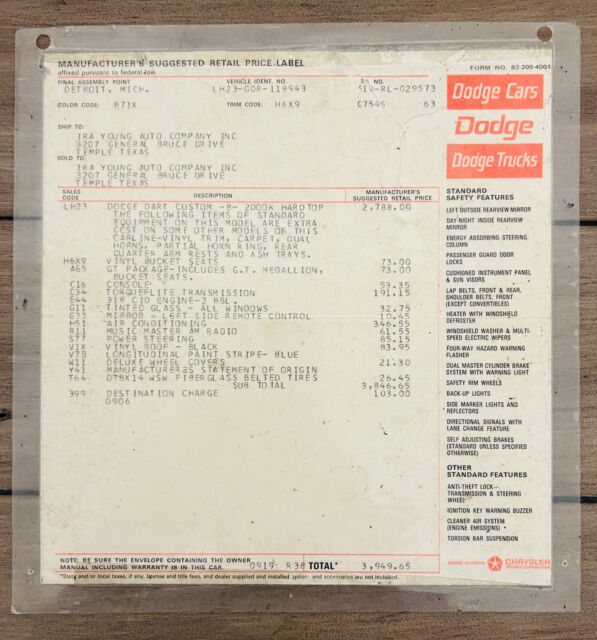 MANUFACTURER'S SUGGESTED RETAIL PRICE LABEL
affixed pursuant to federal law
FORM NO. 83-200-4001
FINAL ASSEMBLY POINT VEHICLE IDENT. NO. NO.
DETROIT, MICH. LH23-G0R-118943 -RL-029573
COLOR CODE: B71X TRIM CODE: H6X9 C7545 63
SHIP TO:
IRA YOUNG AUTO COMPANY INC
3207 GENERAL BRUCE DRIVE
TEMPLE TEXAS
SOLD TO:
IRA YOUNG AUTO COMPANY INC
3207 GENERAL BRUCE DRIVE
TEMPLE TEXAS
SALES CODE DESCRIPTION MANUFACTURER'S SUGGESTED RETAIL PRICE
LH23 DODGE DART CUSTOM -8- 2000R HARDTOP 2,788.00
THE FOLLOWING ITEMS OF STANDARD
EQUIPMENT ON THIS MODEL ARE EXTRA
COST ON SOME OTHER MODELS OF THIS
CARLINE-VINYL TRIM, CARPET, DUAL
HORNS, PARTIAL HORN RING, REAR
QUARTER ARM RESTS AND ASH TRAYS.
H6X9 VINYL BUCKET SEATS 73.00
A65 GT PACKAGE-INCLUDES G.T. MEDALLION, 73.00
BUCKET SEATS.
C16 CONSOLE 53.35
D34 TORQUEFLITE TRANSMISSION 191.15
E44 318 CID ENGINE-2 BBL.
G11 TINTED GLASS - ALL WINDOWS 32.75
G33 MIRROR - LEFT SIDE REMOTE CONTROL 10.45
H51 AIR CONDITIONING 346.55
R11 MUSIC MASTER AM RADIO 61.55
S77 POWER STEERING 85.15
V1X VINYL ROOF - BLACK 83.95
V7B LONGITUDINAL PAINT STRIPE- BLUE
W11 DELUXE WHEEL COVERS 21.30
Y41 MANUFACTURER&S STATEMENT OF ORIGIN
T64 D78X14 WSW FIBERGLASS BELTED TIRES 26.45
SUB TOTAL 3,846.65
399 DESTINATION CHARGE 103.00
0906
NOTE, BE SURE THE ENVELOPE CONTAINING THE OWNER
MANUAL INCLUDING WARRANTY IS IN THIS CAR. 0919 R38 TOTAL* 3,949.65
*State and/or local taxes, if any, license and title fees, and dealer supplied and installed options and accessories are not included.
Dodge Cars
Dodge
Dodge Trucks
STANDARD
SAFETY FEATURES
LEFT OUTSIDE REARVIEW MIRROR
DAY-NIGHT INSIDE REARVIEW
MIRROR
ENERGY ABSORBING STEERING
COLUMN
PASSENGER GUARD DOOR
LOCKS
CUSHIONED INSTRUMENT PANEL
& SUN VISORS
LAP BELTS, FRONT & REAR,
SHOULDER BELTS, FRONT
(EXCEPT CONVERTIBLES)
HEATER WITH WINDSHIELD
DEFROSTER
WINDSHIELD WASHER & MULTI-
SPEED ELECTRIC WIPERS
FOUR-WAY HAZARD WARNING
FLASHER
DUAL MASTER CYLINDER BRAKE
SYSTEM WITH WARNING LIGHT
SAFETY RIM WHEELS
BACK-UP LIGHTS
SIDE MARKER LIGHTS AND
REFLECTORS
DIRECTIONAL SIGNALS WITH
LANE CHANGE FEATURE
SELF ADJUSTING BRAKES
(STANDARD UNLESS SPECIFIED
OTHERWISE)
OTHER
STANDARD FEATURES
ANTI-THEFT LOCK—
TRANSMISSION & STEERING
WHEEL
IGNITION KEY WARNING BUZZER
CLEANER AIR SYSTEM
(ENGINE EMISSIONS)
TORSION BAR SUSPENSION
DODGE DIVISION CHRYSLER
MOTORS CORPORATION